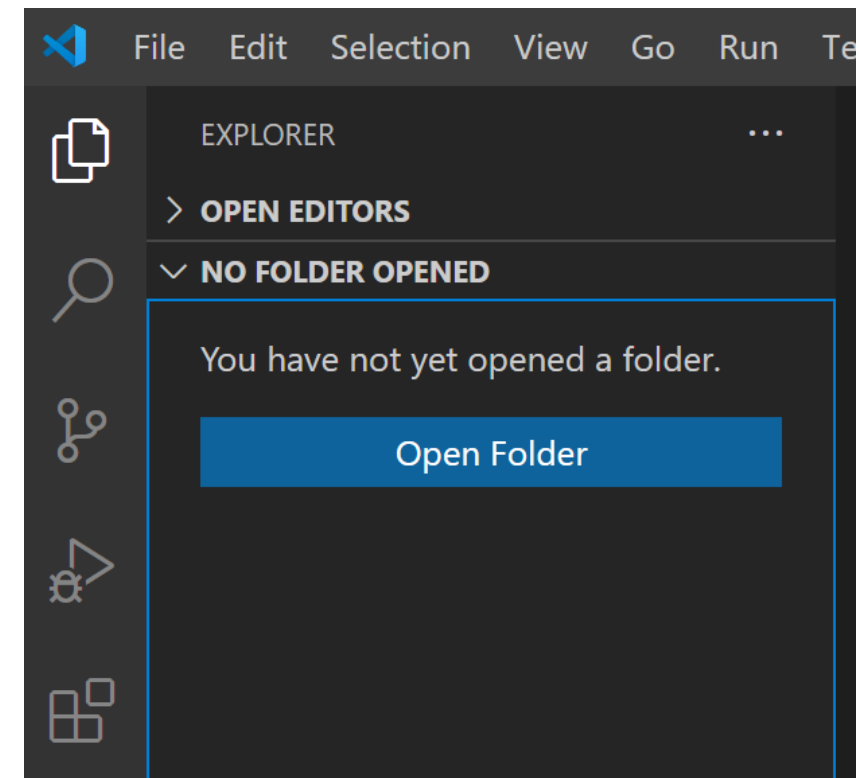 File Edit Selection View Go Run Te
EXPLORER ...
OPEN EDITORS
NO FOLDER OPENED
You have not yet opened a folder.
Open Folder